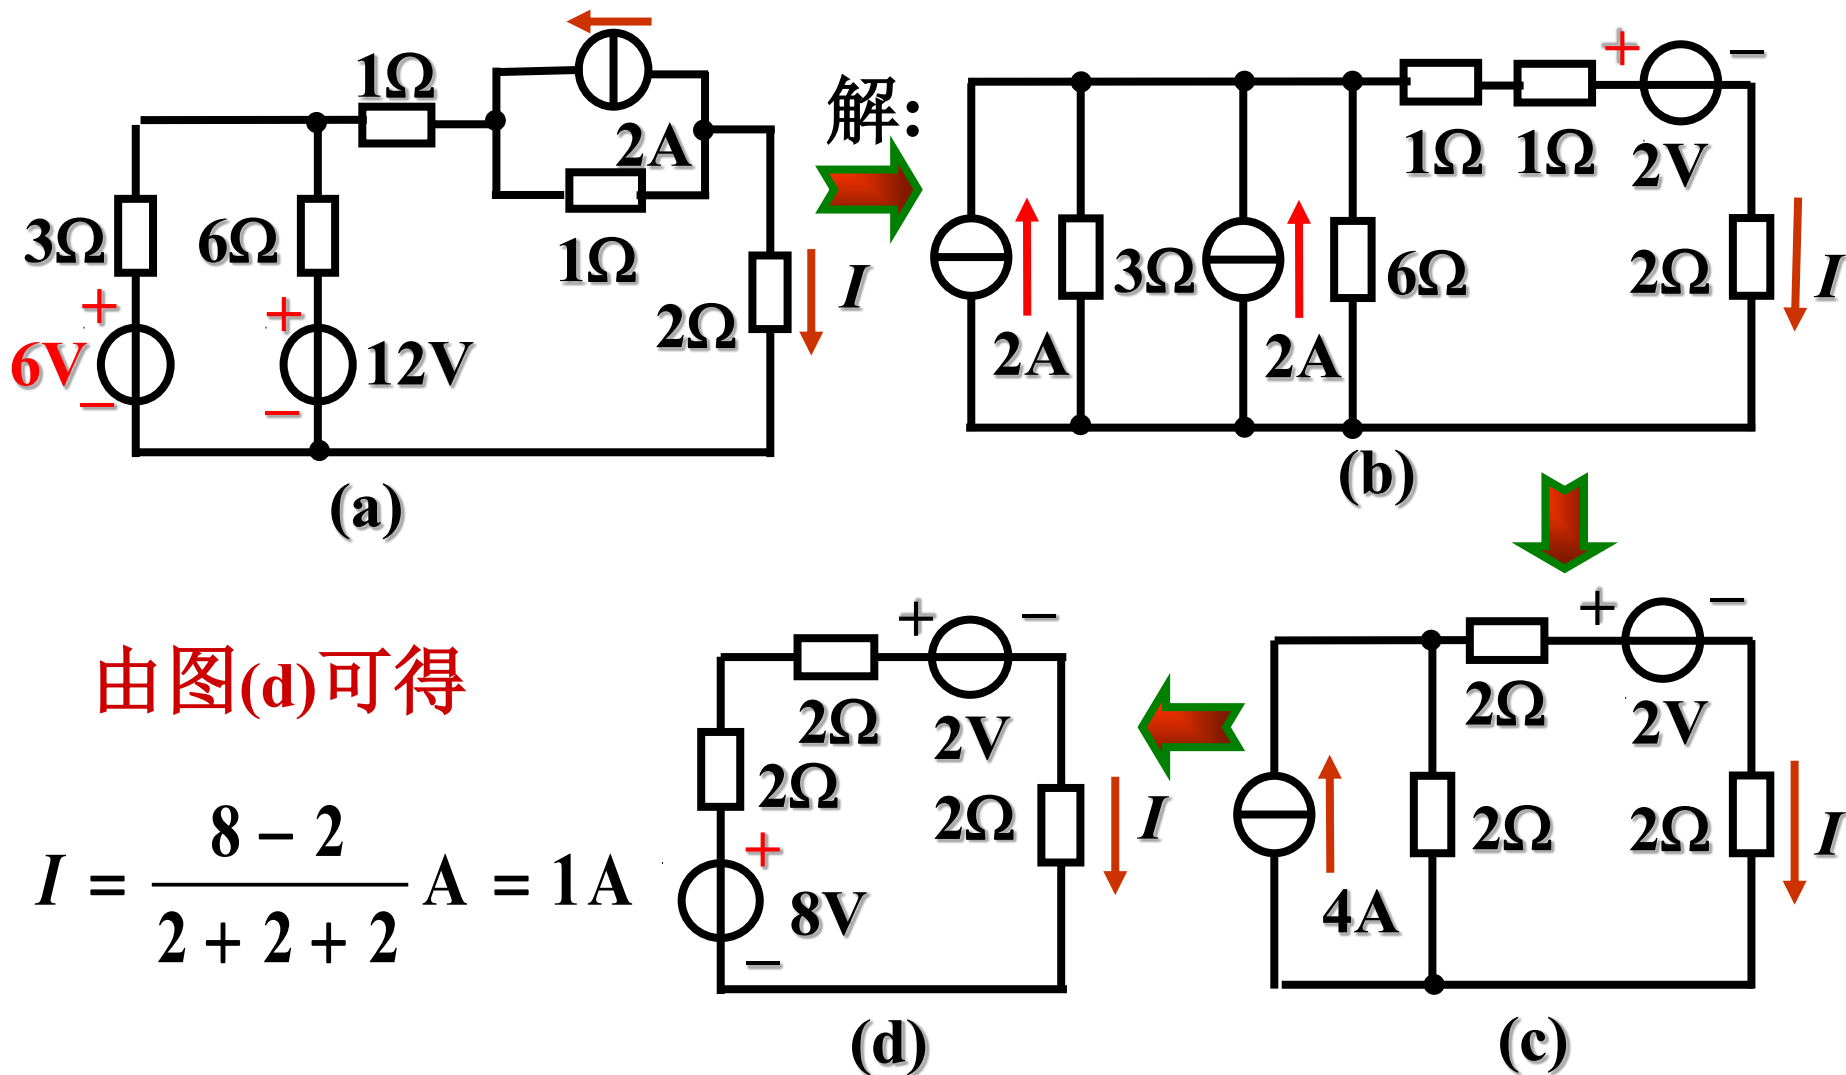 1Ω
2A
1Ω
3Ω
6Ω
+
+
6V
12V
−
−
2Ω
I
(a)
解:
+
−
1Ω
1Ω
2V
3Ω
6Ω
2Ω
I
2A
2A
(b)
+
−
2Ω
2V
2Ω
2Ω
I
4A
(c)
+
−
2Ω
2V
2Ω
2Ω
I
+
8V
−
(d)
由图(d)可得
I = \frac{8 − 2}{2 + 2 + 2} A = 1A